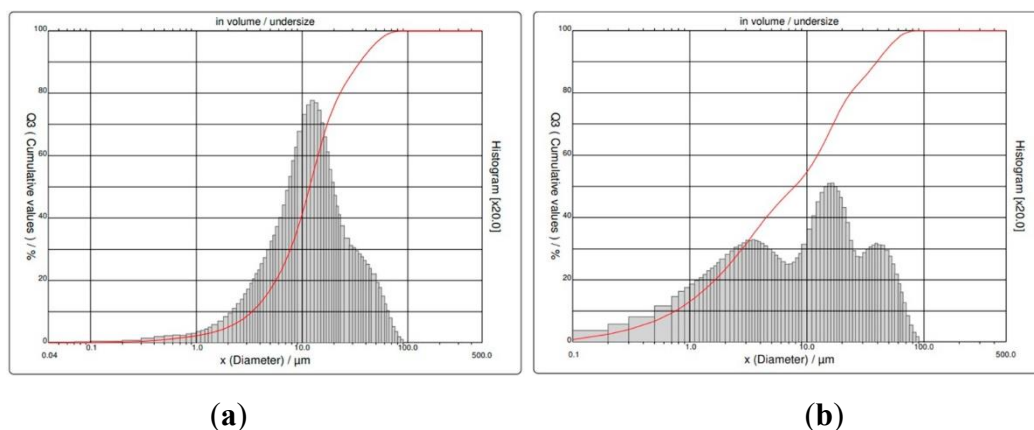 in volume / undersize
100
80
60
40
20
0
Q3 ( Cumulative values ) / %
Histogram [x20.0]
0.04 0.1 1.0 10.0 100.0 500.0
x (Diameter) / µm
(a)
in volume / undersize
100
80
60
40
20
0
Q3 ( Cumulative values ) / %
Histogram [x20.0]
0.1 1.0 10.0 100.0 500.0
x (Diameter) / µm
(b)